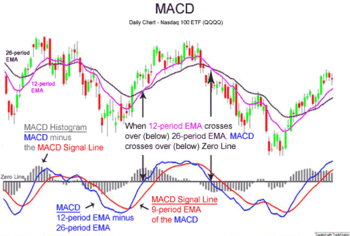 MACD
Daily Chart - Nasdaq 100 ETF (QQQQ)
26-period
EMA
12-period
EMA
MACD Histogram
MACD minus
the MACD Signal Line
When 12-period EMA crosses
over (below) 26-period EMA, MACD
crosses over (below) Zero Line
Zero Line
MACD
12-period EMA minus
26-period EMA
MACD Signal Line
9-period EMA
of the MACD